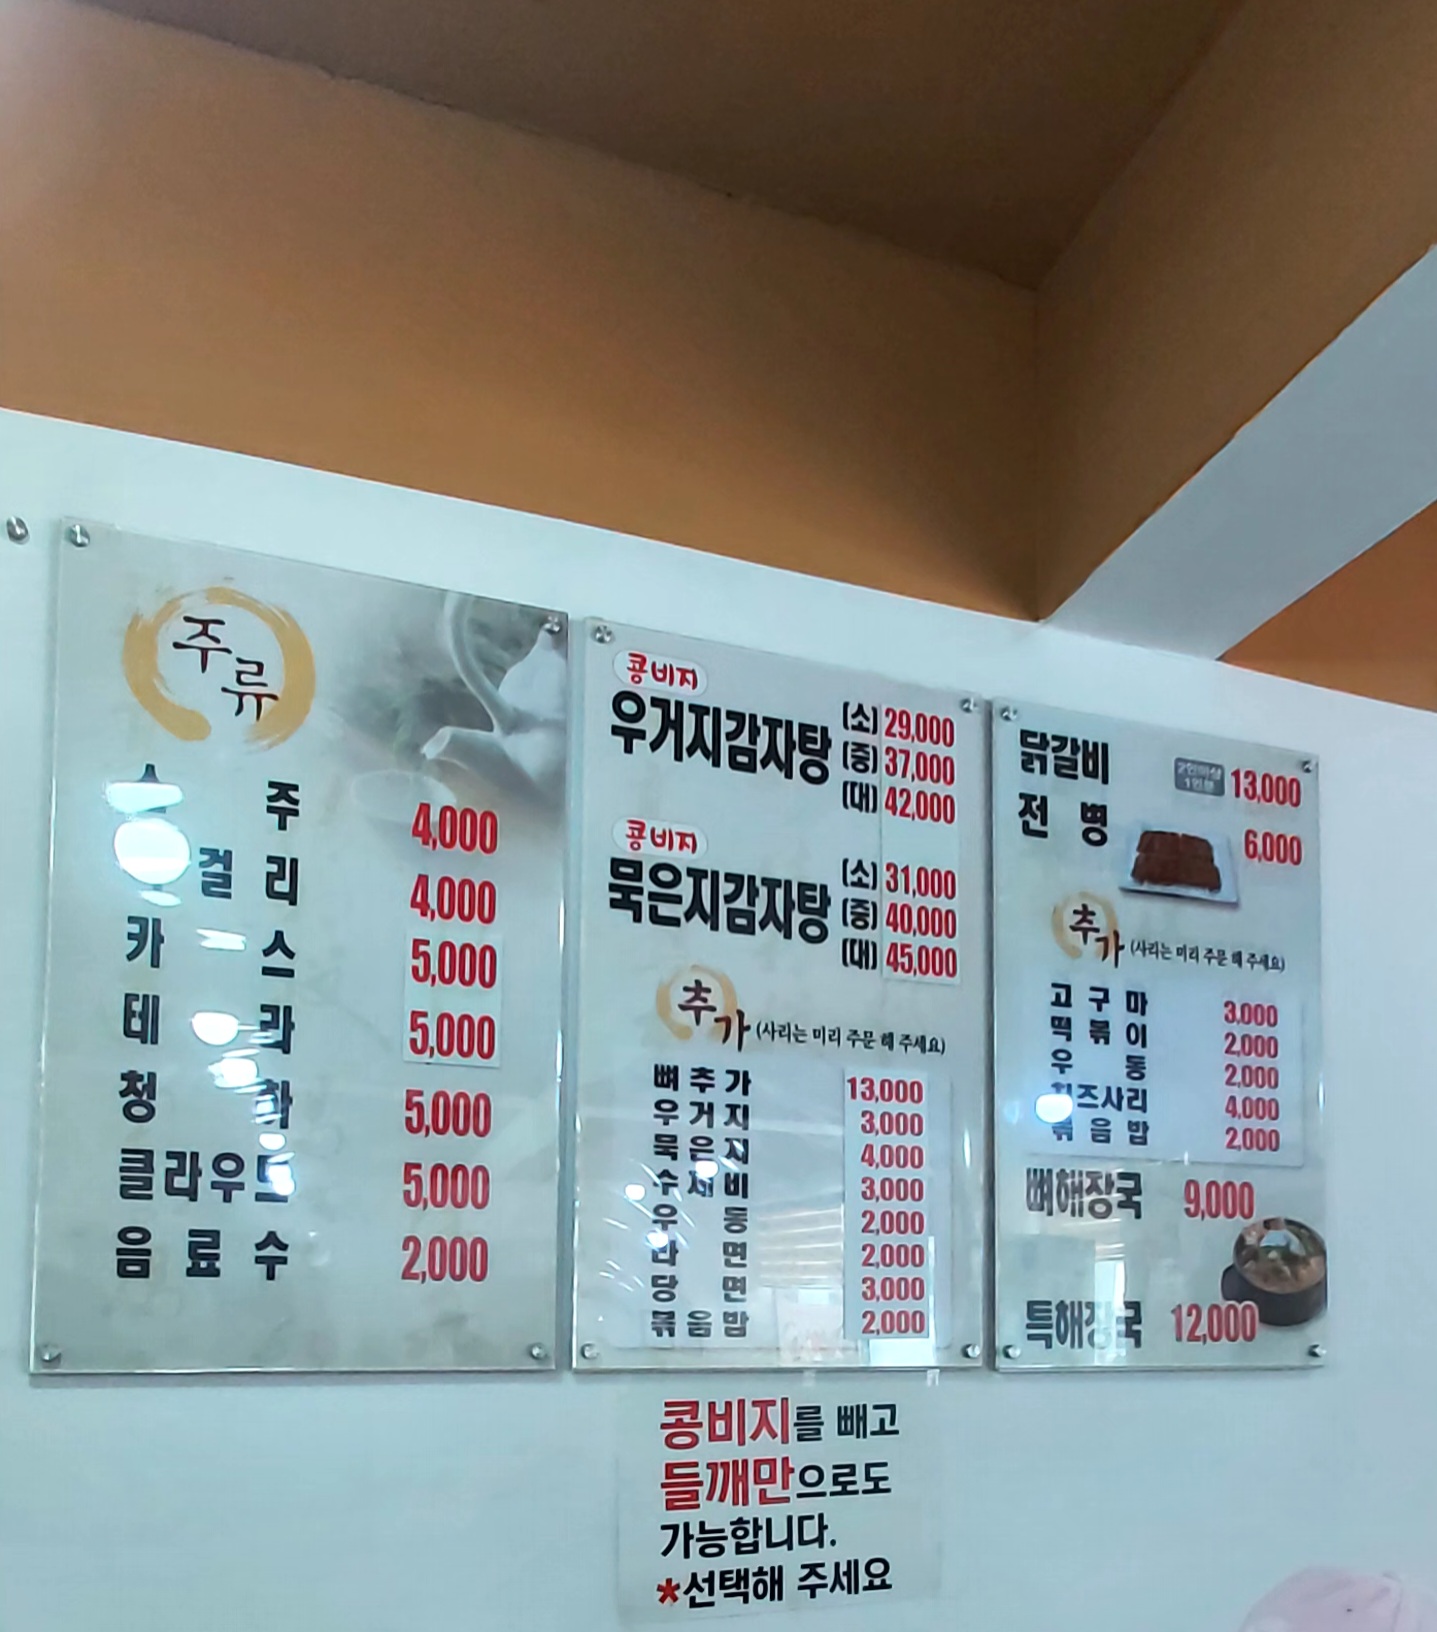 주류
주 4,000
걸리 4,000
카스 5,000
테라 5,000
청하 5,000
클라우드 5,000
음료수 2,000
콩비지
우거지감자탕 (소) 29,000
(중) 37,000
(대) 42,000
콩비지
묵은지감자탕 (소) 31,000
(중) 40,000
(대) 45,000
추가 (사리는 미리 주문 해 주세요)
뼈추가 13,000
우거지 3,000
묵은지 4,000
수제비 3,000
우동 2,000
라면 2,000
당면 3,000
볶음밥 2,000
닭갈비 2인이상 1인분 13,000
전병 6,000
추가 (사리는 미리 주문 해 주세요)
고구마 3,000
떡볶이 2,000
우동 2,000
치즈사리 4,000
볶음밥 2,000
뼈해장국 9,000
특해장국 12,000
콩비지를 빼고
들깨만으로도
가능합니다.
*선택해 주세요